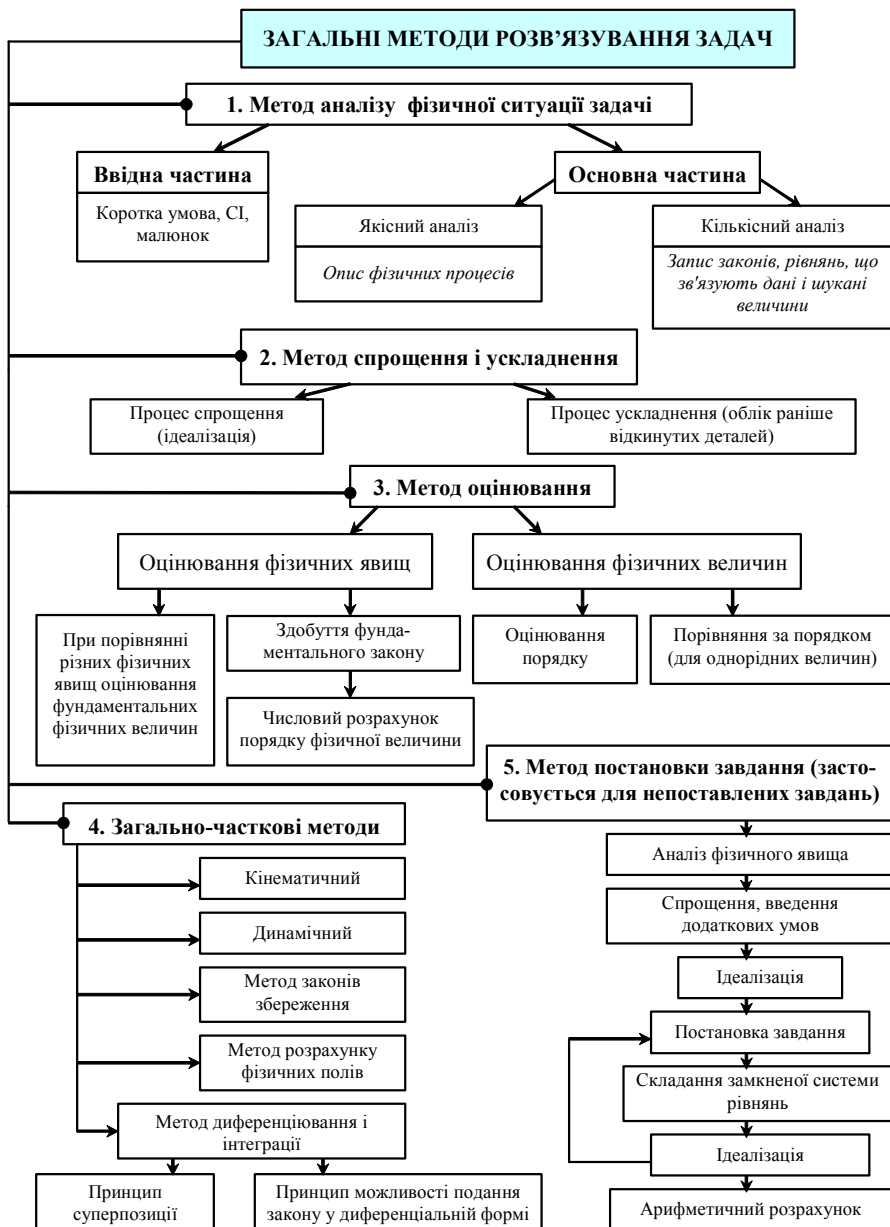 ЗАГАЛЬНІ МЕТОДИ РОЗВ’ЯЗУВАННЯ ЗАДАЧ
1. Метод аналізу фізичної ситуації задачі
Ввідна частина
Коротка умова, СІ,
малюнок
Основна частина
Якісний аналіз
Опис фізичних процесів
Кількісний аналіз
Запис законів, рівнянь, що
зв'язують дані і шукані
величини
2. Метод спрощення і ускладнення
Процес спрощення
(ідеалізація)
Процес ускладнення (облік раніше
відкинутих деталей)
3. Метод оцінювання
Оцінювання фізичних явищ
Оцінювання фізичних величин
При порівнянні
різних фізичних
явищ оцінювання
фундаментальних
фізичних величин
Здобуття фунда-
ментального закону
Числовий розрахунок
порядку фізичної величини
Оцінювання
порядку
Порівняння за порядком
(для однорідних величин)
5. Метод постановки завдання (засто-
совується для непоставлених завдань)
4. Загально-часткові методи
Кінематичний
Динамічний
Метод законів
збереження
Метод розрахунку
фізичних полів
Метод диференціювання і
інтеграції
Принцип
суперпозиції
Принцип можливості подання
закону у диференціальній формі
Аналіз фізичного явища
Спрощення, введення
додаткових умов
Ідеалізація
Постановка завдання
Складання замкненої системи
рівнянь
Ідеалізація
Арифметичний розрахунок